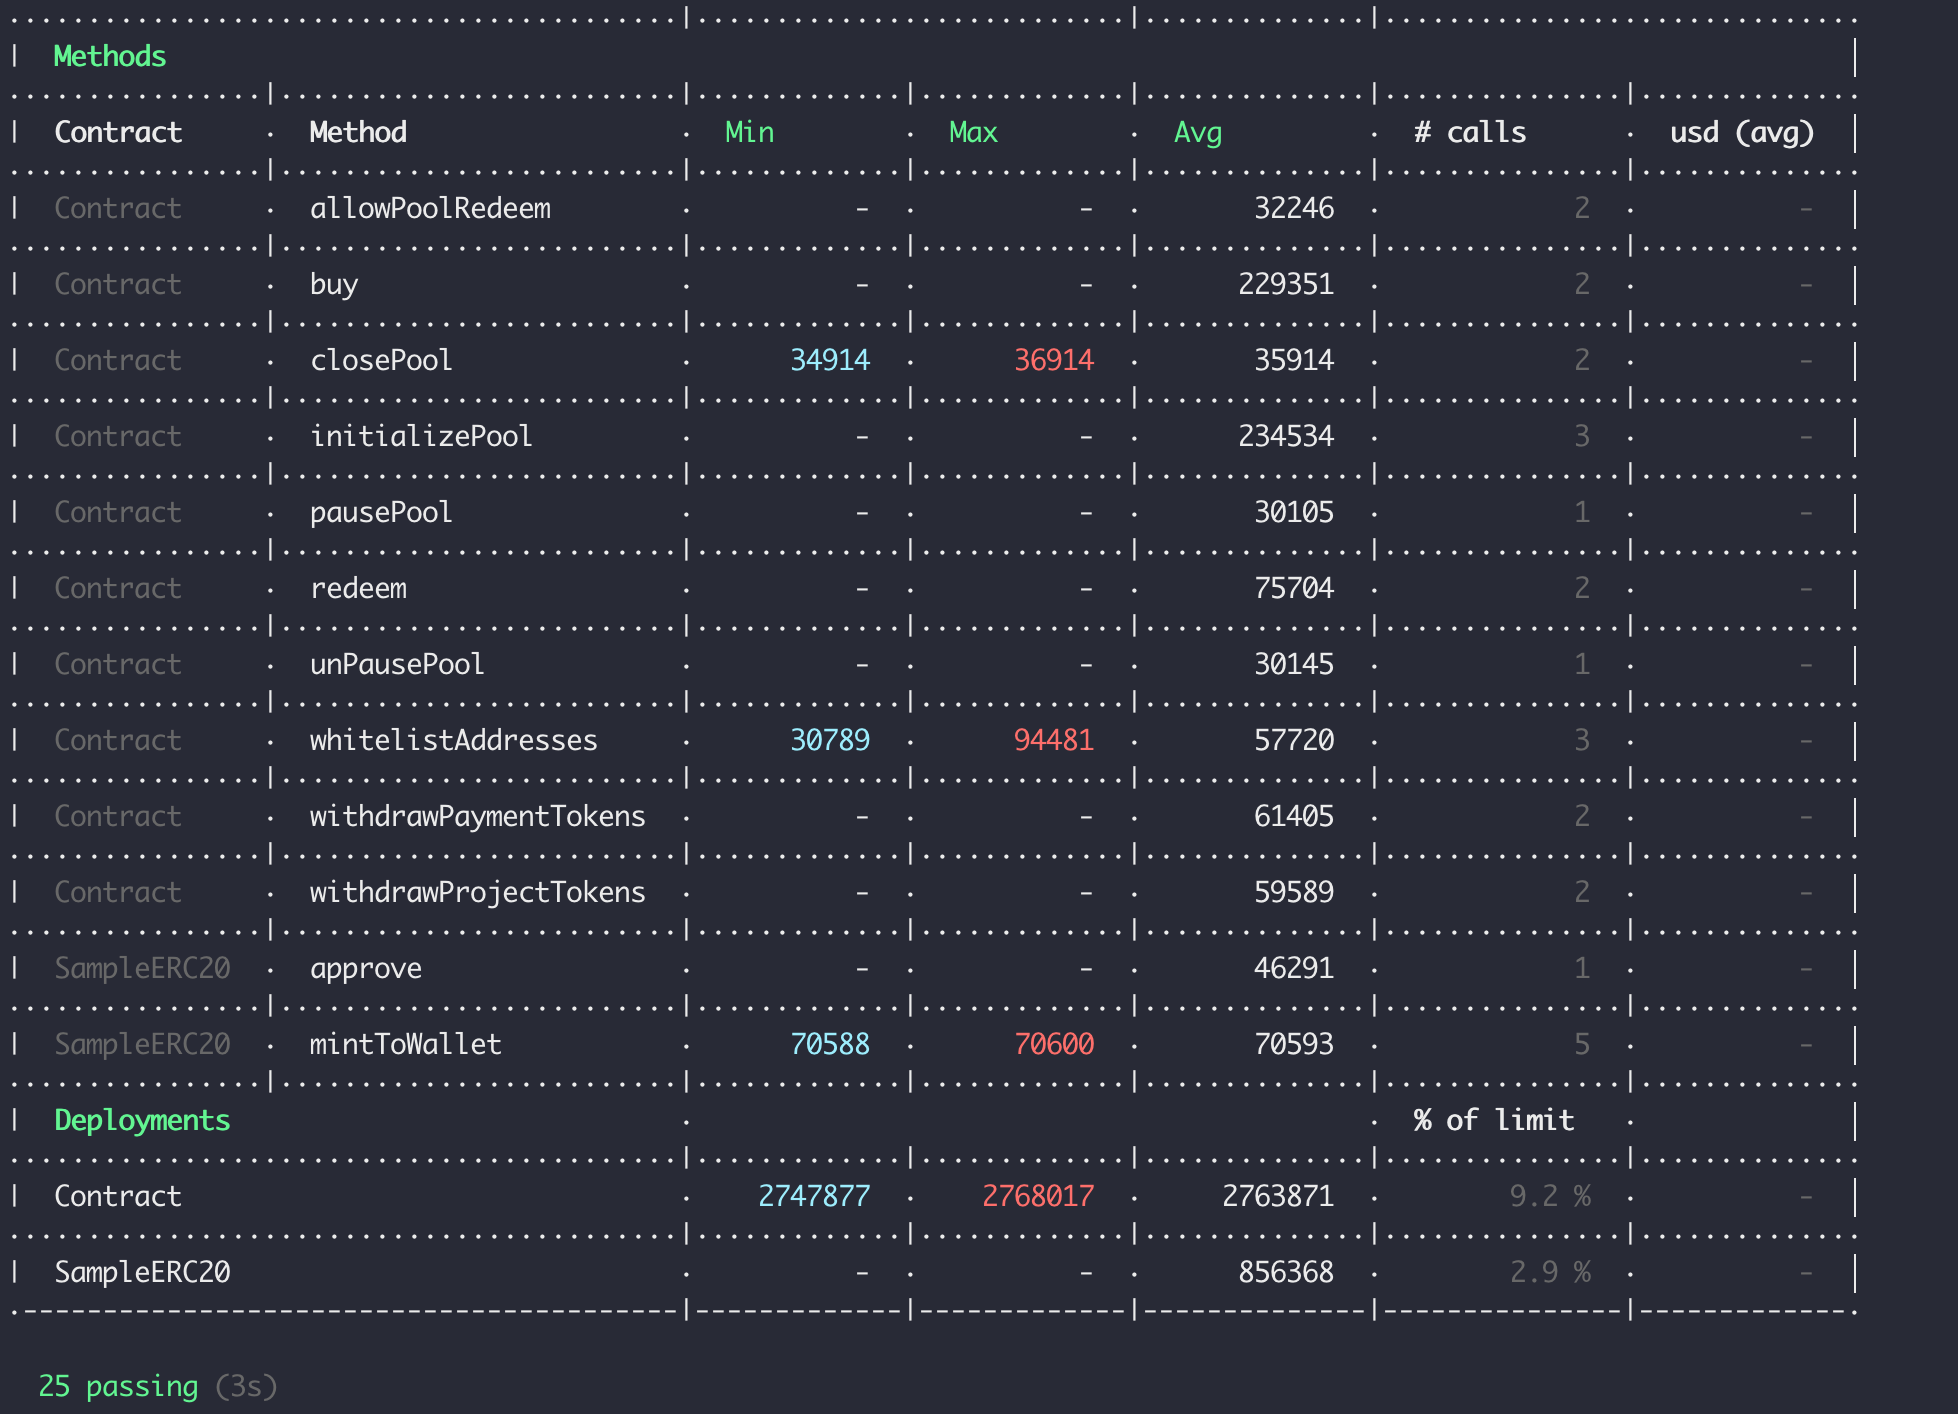 Methods
Contract · Method · Min · Max · Avg · # calls · usd (avg)
Contract · allowPoolRedeem · - · - · 32246 · 2 · -
Contract · buy · - · - · 229351 · 2 · -
Contract · closePool · 34914 · 36914 · 35914 · 2 · -
Contract · initializePool · - · - · 234534 · 3 · -
Contract · pausePool · - · - · 30105 · 1 · -
Contract · redeem · - · - · 75704 · 2 · -
Contract · unPausePool · - · - · 30145 · 1 · -
Contract · whitelistAddresses · 30789 · 94481 · 57720 · 3 · -
Contract · withdrawPaymentTokens · - · - · 61405 · 2 · -
Contract · withdrawProjectTokens · - · - · 59589 · 2 · -
SampleERC20 · approve · - · - · 46291 · 1 · -
SampleERC20 · mintToWallet · 70588 · 70600 · 70593 · 5 · -
Deployments · · % of limit ·
Contract · 2747877 · 2768017 · 2763871 · 9.2 % · -
SampleERC20 · - · - · 856368 · 2.9 % · -
25 passing (3s)